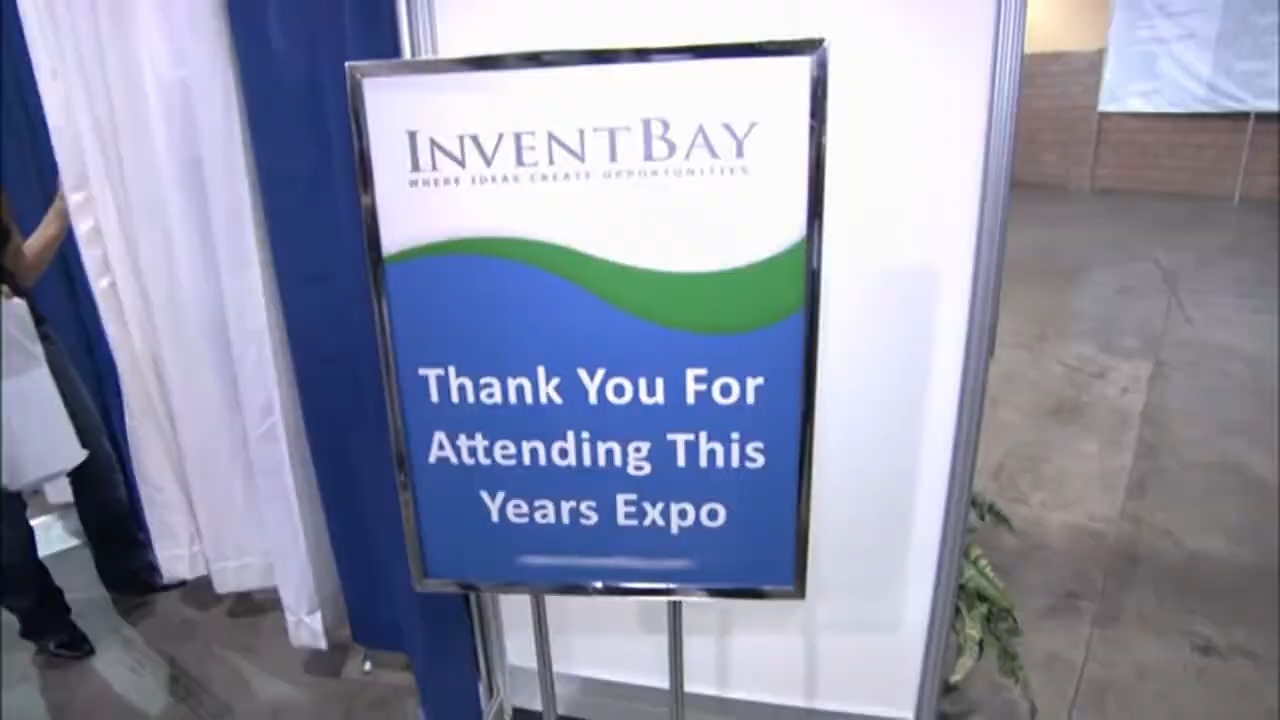 INVENTBAY
WHERE IDEAS CREATE OPPORTUNITIES
Thank You For
Attending This
Years Expo